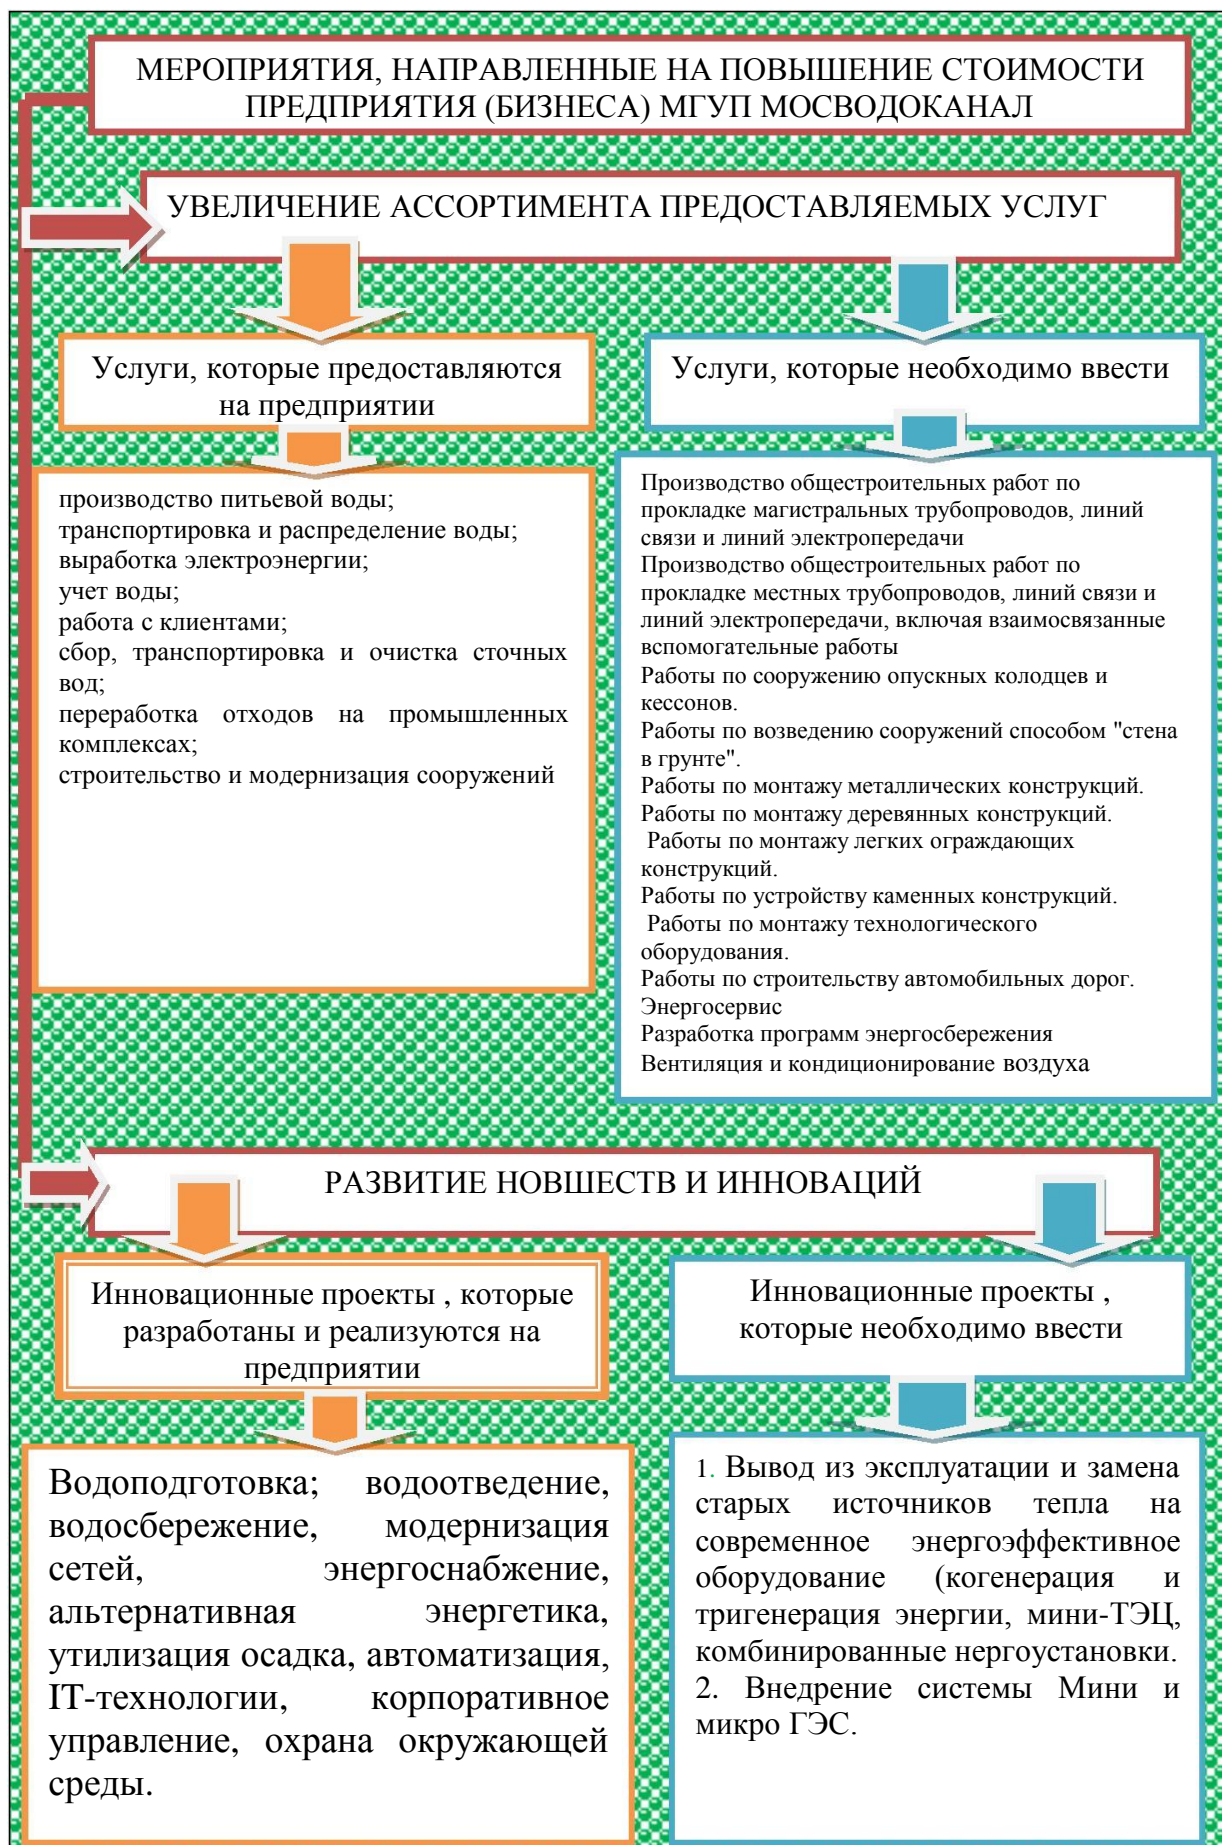 МЕРОПРИЯТИЯ, НАПРАВЛЕННЫЕ НА ПОВЫШЕНИЕ СТОИМОСТИ
ПРЕДПРИЯТИЯ (БИЗНЕСА) МГУП МОСВОДОКАНАЛ
УВЕЛИЧЕНИЕ АССОРТИМЕНТА ПРЕДОСТАВЛЯЕМЫХ УСЛУГ
Услуги, которые предоставляются
на предприятии
производство питьевой воды;
транспортировка и распределение воды;
выработка электроэнергии;
учет воды;
работа с клиентами;
сбор, транспортировка и очистка сточных
вод;
переработка отходов на промышленных
комплексах;
строительство и модернизация сооружений
Услуги, которые необходимо ввести
Производство общестроительных работ по
прокладке магистральных трубопроводов, линий
связи и линий электропередачи
Производство общестроительных работ по
прокладке местных трубопроводов, линий связи и
линий электропередачи, включая взаимосвязанные
вспомогательные работы
Работы по сооружению опускных колодцев и
кессонов.
Работы по возведению сооружений способом "стена
в грунте".
Работы по монтажу металлических конструкций.
Работы по монтажу деревянных конструкций.
Работы по монтажу легких ограждающих
конструкций.
Работы по устройству каменных конструкций.
Работы по монтажу технологического
оборудования.
Работы по строительству автомобильных дорог.
Энергосервис
Разработка программ энергосбережения
Вентиляция и кондиционирование воздуха
РАЗВИТИЕ НОВШЕСТВ И ИННОВАЦИЙ
Инновационные проекты , которые
разработаны и реализуются на
предприятии
Водоподготовка; водоотведение,
водосбережение, модернизация
сетей, энергоснабжение,
альтернативная энергетика,
утилизация осадка, автоматизация,
IT-технологии, корпоративное
управление, охрана окружающей
среды.
Инновационные проекты ,
которые необходимо ввести
1. Вывод из эксплуатации и замена
старых источников тепла на
современное энергоэффективное
оборудование (когенерация и
тригенерация энергии, мини-ТЭЦ,
комбинированные нергоустановки.
2. Внедрение системы Мини и
микро ГЭС.